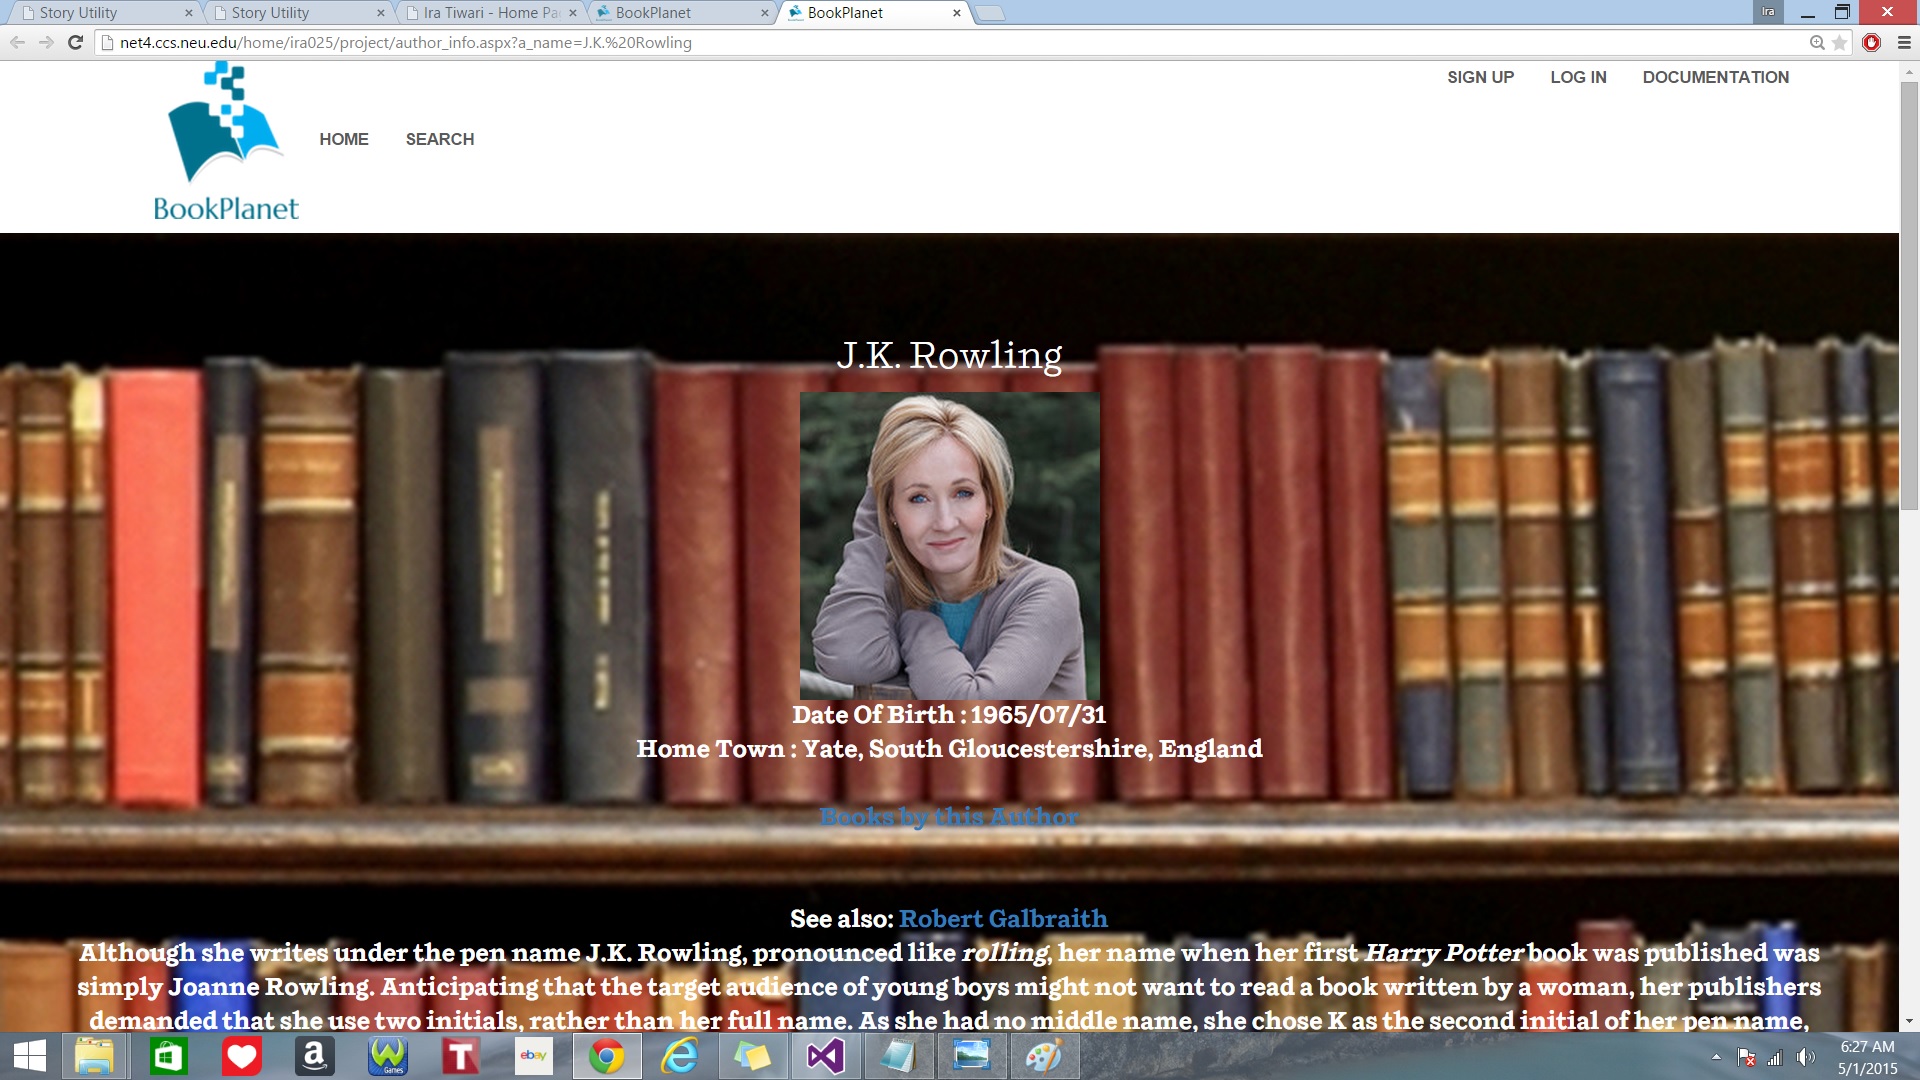 Story Utility
Story Utility
Ira Tiwari - Home Pa
BookPlanet
BookPlanet
Ira
net4.ccs.neu.edu/home/ira025/project/author_info.aspx?a_name=J.K.%20Rowling
SIGN UP LOG IN DOCUMENTATION
HOME SEARCH
BookPlanet
J.K. Rowling
Date Of Birth : 1965/07/31
Home Town : Yate, South Gloucestershire, England
Books by this Author
See also: Robert Galbraith
Although she writes under the pen name J.K. Rowling, pronounced like rolling, her name when her first Harry Potter book was published was
simply Joanne Rowling. Anticipating that the target audience of young boys might not want to read a book written by a woman, her publishers
demanded that she use two initials, rather than her full name. As she had no middle name, she chose K as the second initial of her pen name,
a
W
Games
T
ebay
6:27 AM
5/1/2015